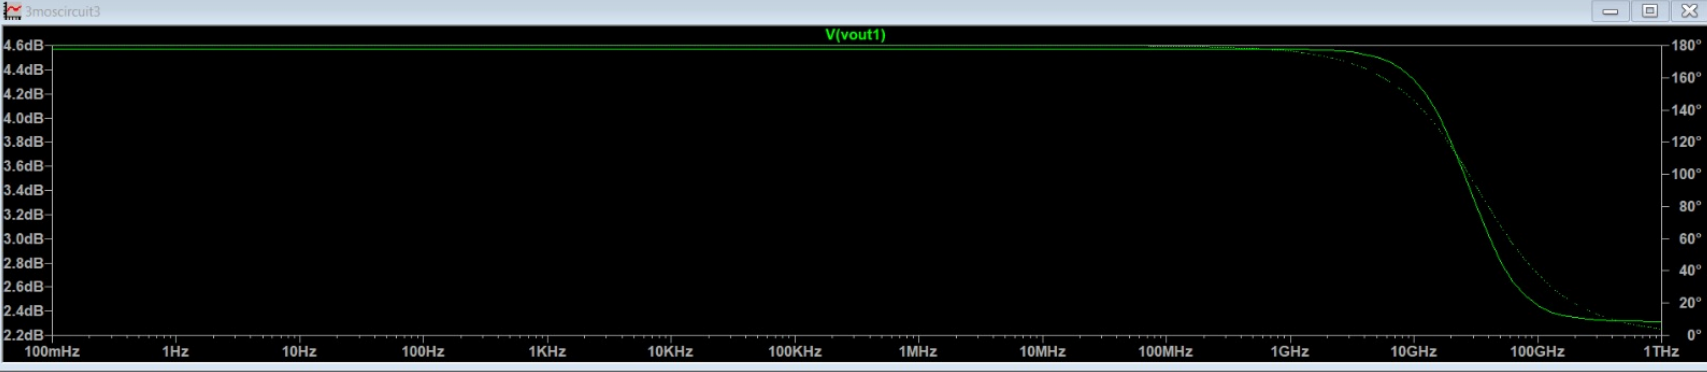 3moscircuit3
V(vout1)
4.6dB
4.4dB
4.2dB
4.0dB
3.8dB
3.6dB
3.4dB
3.2dB
3.0dB
2.8dB
2.6dB
2.4dB
2.2dB
180°
160°
140°
120°
100°
80°
60°
40°
20°
0°
100mHz 1Hz 10Hz 100Hz 1KHz 10KHz 100KHz 1MHz 10MHz 100MHz 1GHz 10GHz 100GHz 1THz